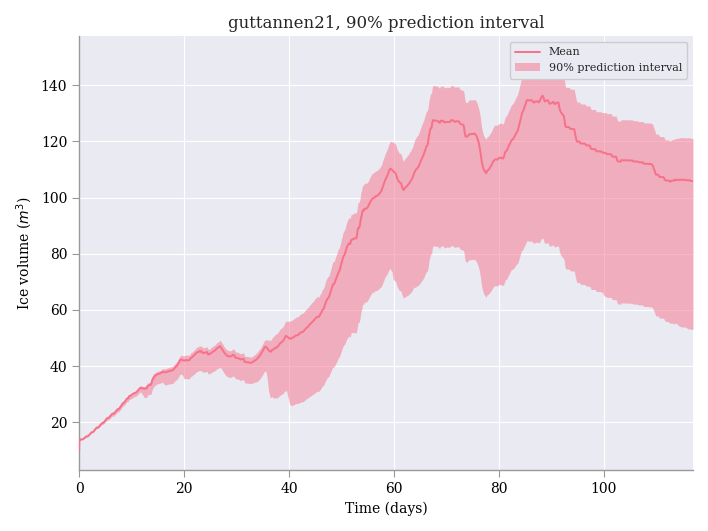 guttannen21, 90% prediction interval
Mean
90% prediction interval
140
120
100
80
60
40
20
Ice volume (m³)
0 20 40 60 80 100
Time (days)